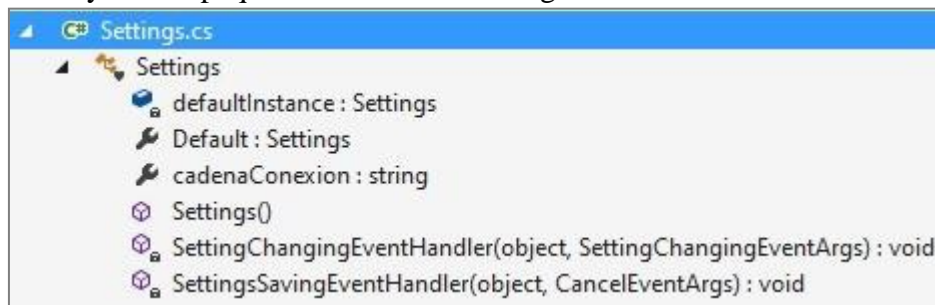 C# Settings.cs
Settings
defaultInstance : Settings
Default : Settings
cadenaConexion : string
Settings()
SettingChangingEventHandler(object, SettingChangingEventArgs) : void
SettingsSavingEventHandler(object, CancelEventArgs) : void